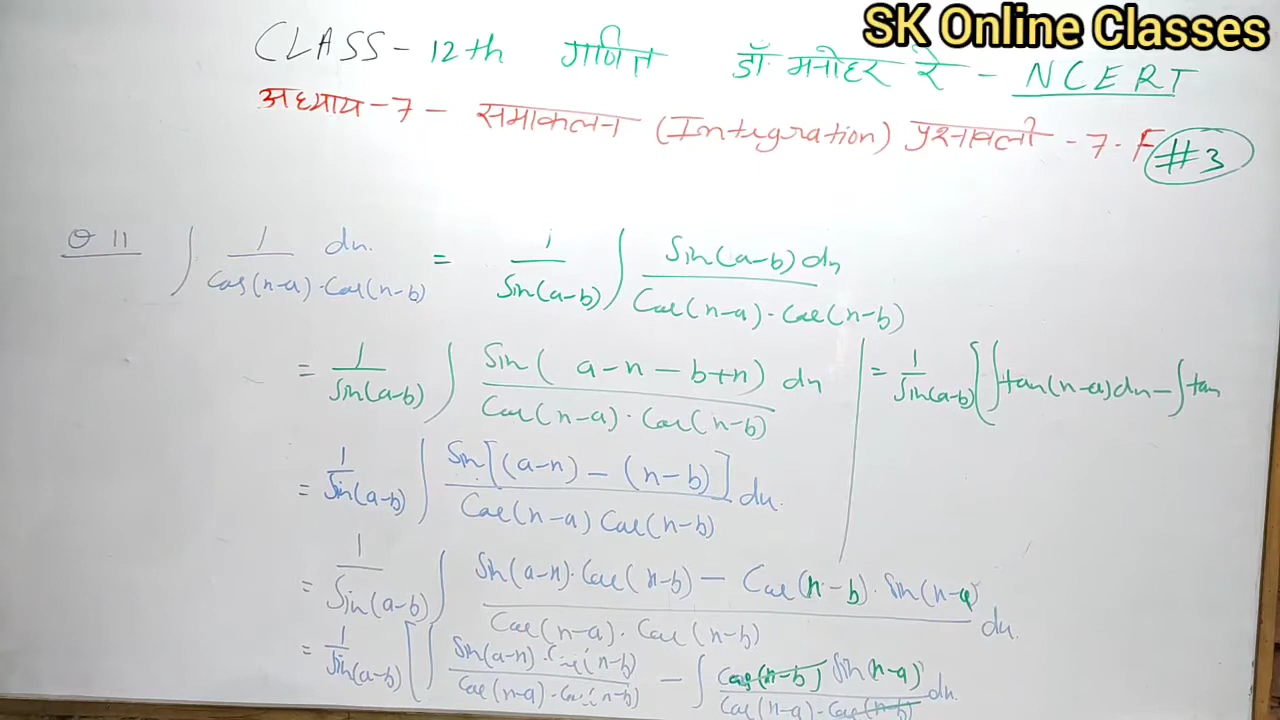 SK Online Classes
CLASS - 12th गणित डॉ. मनोहर रे - NCERT
अध्याय - 7 - समाकलन (Integration) प्रश्नावली - 7.F #3
Q 11 ∫ 1/(Cos(x-a)·Cos(x-b)) dx = 1/Sin(a-b) ∫ Sin(a-b) dx/(Cos(x-a)·Cos(x-b))
= 1/Sin(a-b) ∫ Sin(a-x-b+x)/(Cos(x-a)·Cos(x-b)) dx = 1/Sin(a-b) [∫tan(x-a)dx - ∫tan
= 1/Sin(a-b) ∫ Sin[(a-x) - (x-b)]/(Cos(x-a) Cos(x-b)) dx
= 1/Sin(a-b) ∫ (Sin(a-x)·Cos(x-b) - Cos(x-b)·Sin(x-a))/(Cos(x-a)·Cos(x-b)) dx
= 1/Sin(a-b) [∫ Sin(a-x)·Cos(x-b)/(Cos(x-a)·Cos(x-b)) - ∫ Cos(x-b) Sin(x-a)/(Cos(x-a)·Cos(x-b)) dx